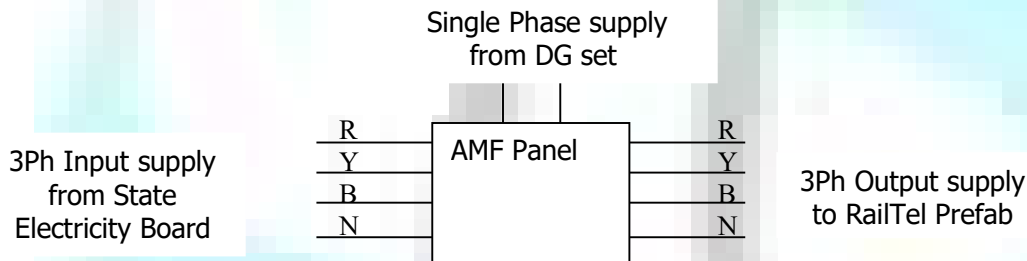 Single Phase supply
from DG set
3Ph Input supply
from State
Electricity Board
R
Y
B
N
AMF Panel
R
Y
B
N
3Ph Output supply
to RailTel Prefab